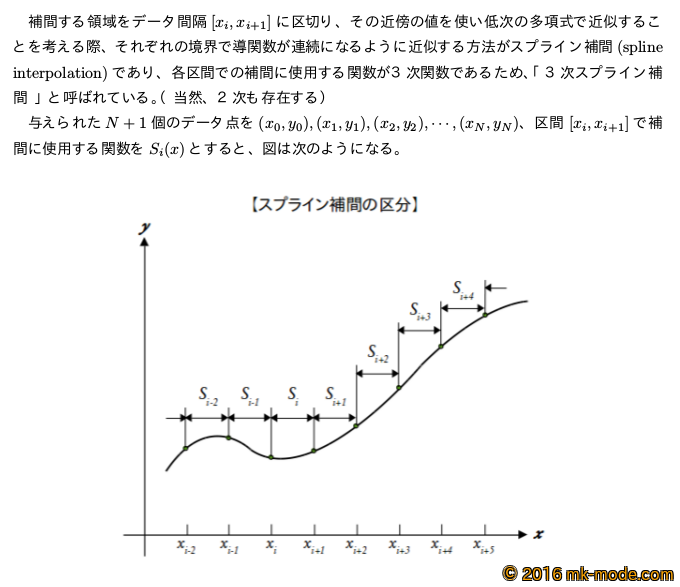 補間する領域をデータ間隔 [x_i, x_{i+1}] に区切り、その近傍の値を使い低次の多項式で近似するこ
とを考える際、それぞれの境界で導関数が連続になるように近似する方法がスプライン補間 (spline
interpolation) であり、各区間での補間に使用する関数が3 次関数であるため、「 3 次スプライン補
間 」と呼ばれている。( 当然、2 次も存在する )
与えられた N + 1 個のデータ点を (x_0, y_0), (x_1, y_1), (x_2, y_2), ⋯, (x_N, y_N)、区間 [x_i, x_{i+1}] で補
間に使用する関数を S_i(x) とすると、図は次のようになる。
【スプライン補間の区分】
y
S_{i+4}
S_{i+3}
S_{i+2}
S_{i-2} S_{i-1} S_i S_{i+1}
x
x_{i-2} x_{i-1} x_i x_{i+1} x_{i+2} x_{i+3} x_{i+4} x_{i+5}
© 2016 mk-mode.com